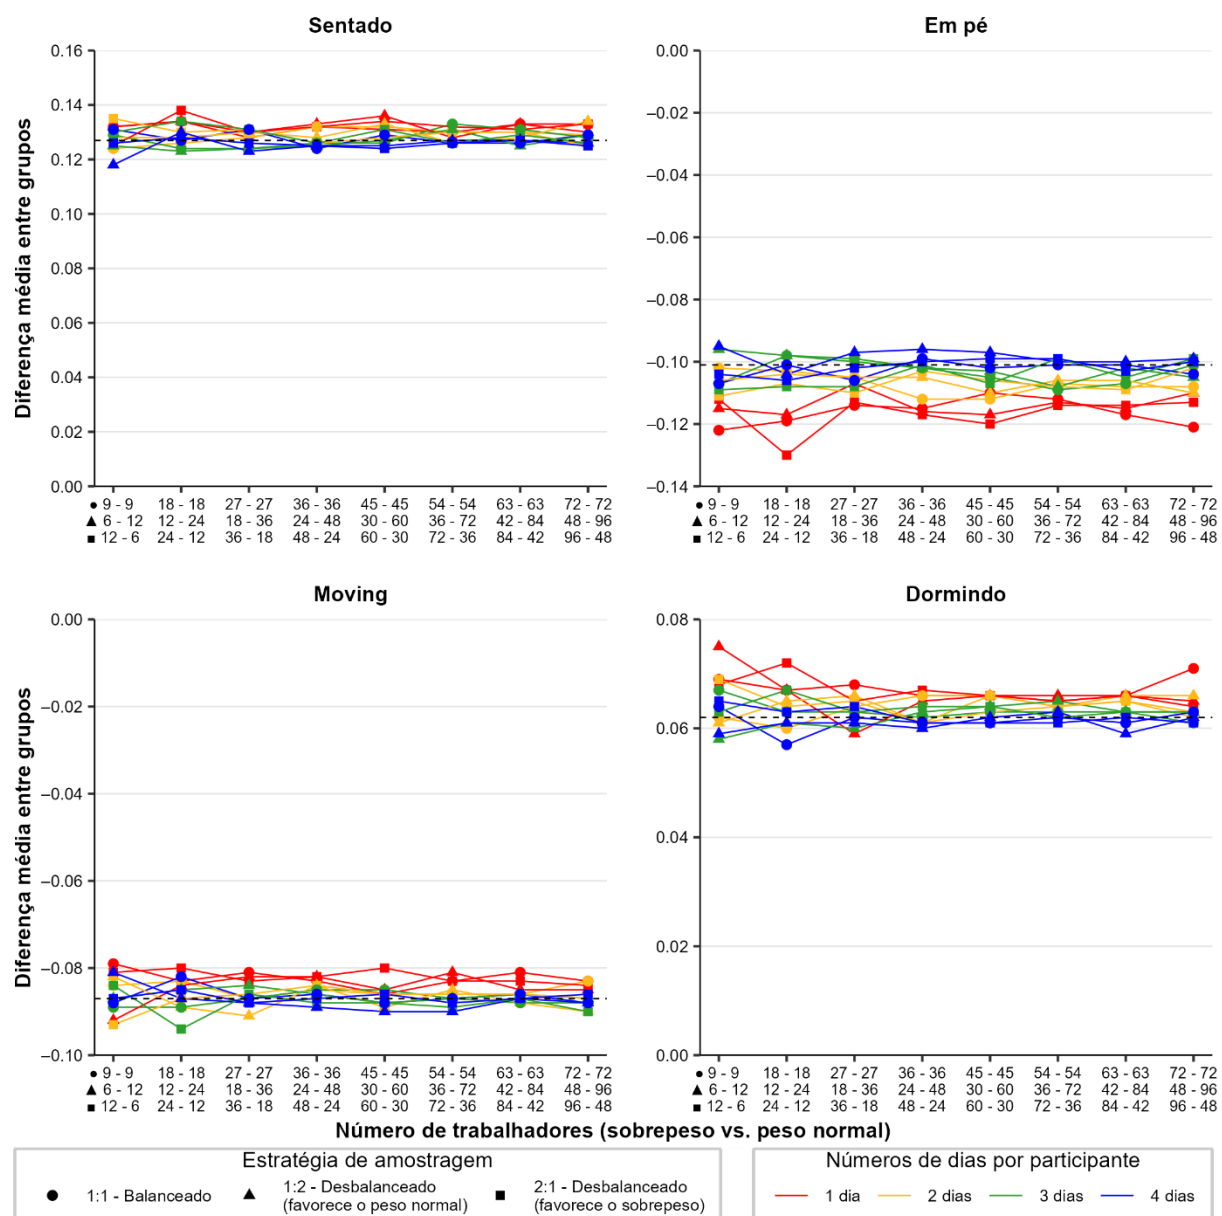 Sentado
Diferença média entre grupos
0.16
0.14
0.12
0.10
0.08
0.06
0.04
0.02
0.00
● 9 - 9 18 - 18 27 - 27 36 - 36 45 - 45 54 - 54 63 - 63 72 - 72
▲ 6 - 12 12 - 24 18 - 36 24 - 48 30 - 60 36 - 72 42 - 84 48 - 96
■ 12 - 6 24 - 12 36 - 18 48 - 24 60 - 30 72 - 36 84 - 42 96 - 48
Em pé
0.00
−0.02
−0.04
−0.06
−0.08
−0.10
−0.12
−0.14
● 9 - 9 18 - 18 27 - 27 36 - 36 45 - 45 54 - 54 63 - 63 72 - 72
▲ 6 - 12 12 - 24 18 - 36 24 - 48 30 - 60 36 - 72 42 - 84 48 - 96
■ 12 - 6 24 - 12 36 - 18 48 - 24 60 - 30 72 - 36 84 - 42 96 - 48
Moving
Diferença média entre grupos
0.00
−0.02
−0.04
−0.06
−0.08
−0.10
● 9 - 9 18 - 18 27 - 27 36 - 36 45 - 45 54 - 54 63 - 63 72 - 72
▲ 6 - 12 12 - 24 18 - 36 24 - 48 30 - 60 36 - 72 42 - 84 48 - 96
■ 12 - 6 24 - 12 36 - 18 48 - 24 60 - 30 72 - 36 84 - 42 96 - 48
Dormindo
0.08
0.06
0.04
0.02
0.00
● 9 - 9 18 - 18 27 - 27 36 - 36 45 - 45 54 - 54 63 - 63 72 - 72
▲ 6 - 12 12 - 24 18 - 36 24 - 48 30 - 60 36 - 72 42 - 84 48 - 96
■ 12 - 6 24 - 12 36 - 18 48 - 24 60 - 30 72 - 36 84 - 42 96 - 48
Número de trabalhadores (sobrepeso vs. peso normal)
Estratégia de amostragem
● 1:1 - Balanceado
▲ 1:2 - Desbalanceado
(favorece o peso normal)
■ 2:1 - Desbalanceado
(favorece o sobrepeso)
Números de dias por participante
1 dia 2 dias 3 dias 4 dias